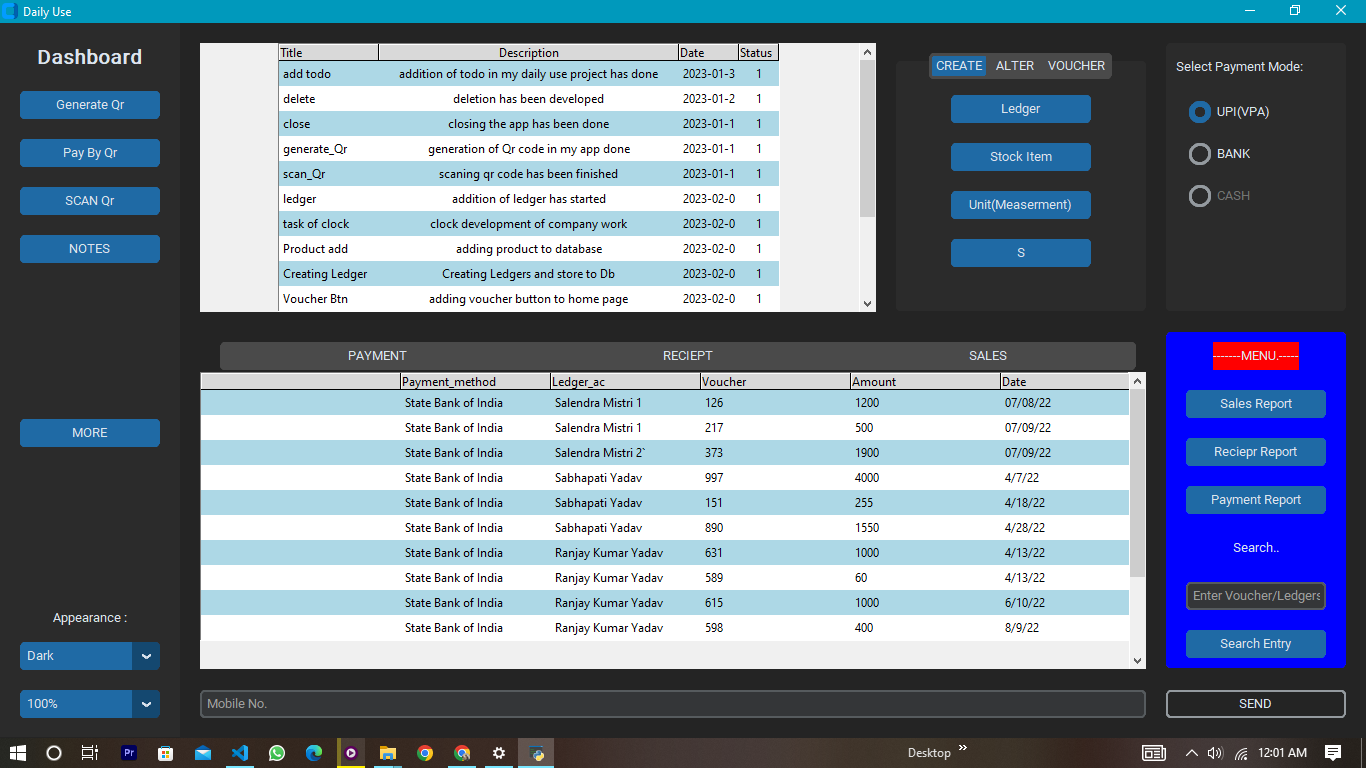 Daily Use
Dashboard
Generate Qr
Pay By Qr
SCAN Qr
NOTES
MORE
Appearance :
Dark
100%
Title Description Date Status
add todo addition of todo in my daily use project has done 2023-01-3 1
delete deletion has been developed 2023-01-2 1
close closing the app has been done 2023-01-1 1
generate_Qr generation of Qr code in my app done 2023-01-1 1
scan_Qr scaning qr code has been finished 2023-01-1 1
ledger addition of ledger has started 2023-02-0 1
task of clock clock development of company work 2023-02-0 1
Product add adding product to database 2023-02-0 1
Creating Ledger Creating Ledgers and store to Db 2023-02-0 1
Voucher Btn adding voucher button to home page 2023-02-0 1
CREATE ALTER VOUCHER
Ledger
Stock Item
Unit(Measerment)
S
Select Payment Mode:
UPI(VPA)
BANK
CASH
PAYMENT RECIEPT SALES
Payment_method Ledger_ac Voucher Amount Date
State Bank of India Salendra Mistri 1 126 1200 07/08/22
State Bank of India Salendra Mistri 1 217 500 07/09/22
State Bank of India Salendra Mistri 2` 373 1900 07/09/22
State Bank of India Sabhapati Yadav 997 4000 4/7/22
State Bank of India Sabhapati Yadav 151 255 4/18/22
State Bank of India Sabhapati Yadav 890 1550 4/28/22
State Bank of India Ranjay Kumar Yadav 631 1000 4/13/22
State Bank of India Ranjay Kumar Yadav 589 60 4/13/22
State Bank of India Ranjay Kumar Yadav 615 1000 6/10/22
State Bank of India Ranjay Kumar Yadav 598 400 8/9/22
-------MENU.-----
Sales Report
Reciepr Report
Payment Report
Search..
Enter Voucher/Ledgers
Search Entry
Mobile No.
SEND
Pr
Desktop »
12:01 AM